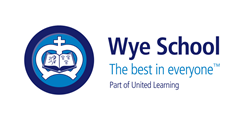 Wye School
The best in everyone™
Part of United Learning